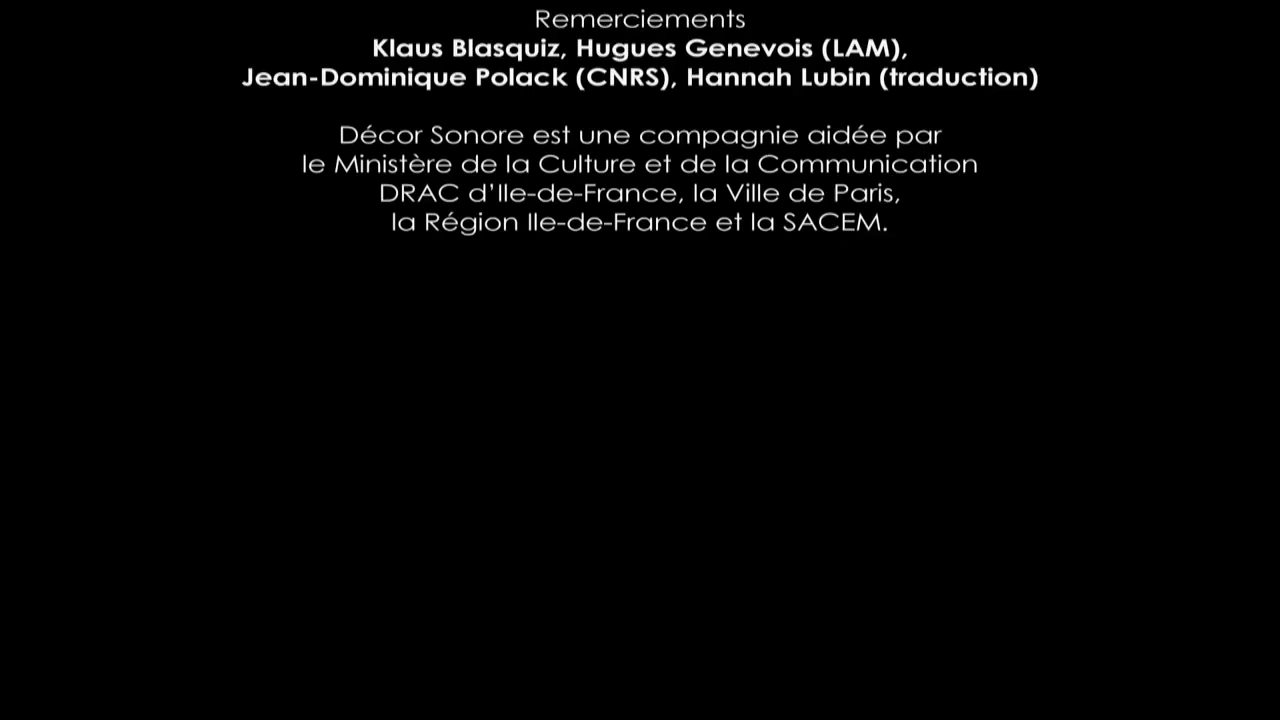 Remerciements
Klaus Blasquiz, Hugues Genevois (LAM),
Jean-Dominique Polack (CNRS), Hannah Lubin (traduction)
Décor Sonore est une compagnie aidée par
le Ministère de la Culture et de la Communication
DRAC d'Ile-de-France, la Ville de Paris,
la Région Ile-de-France et la SACEM.